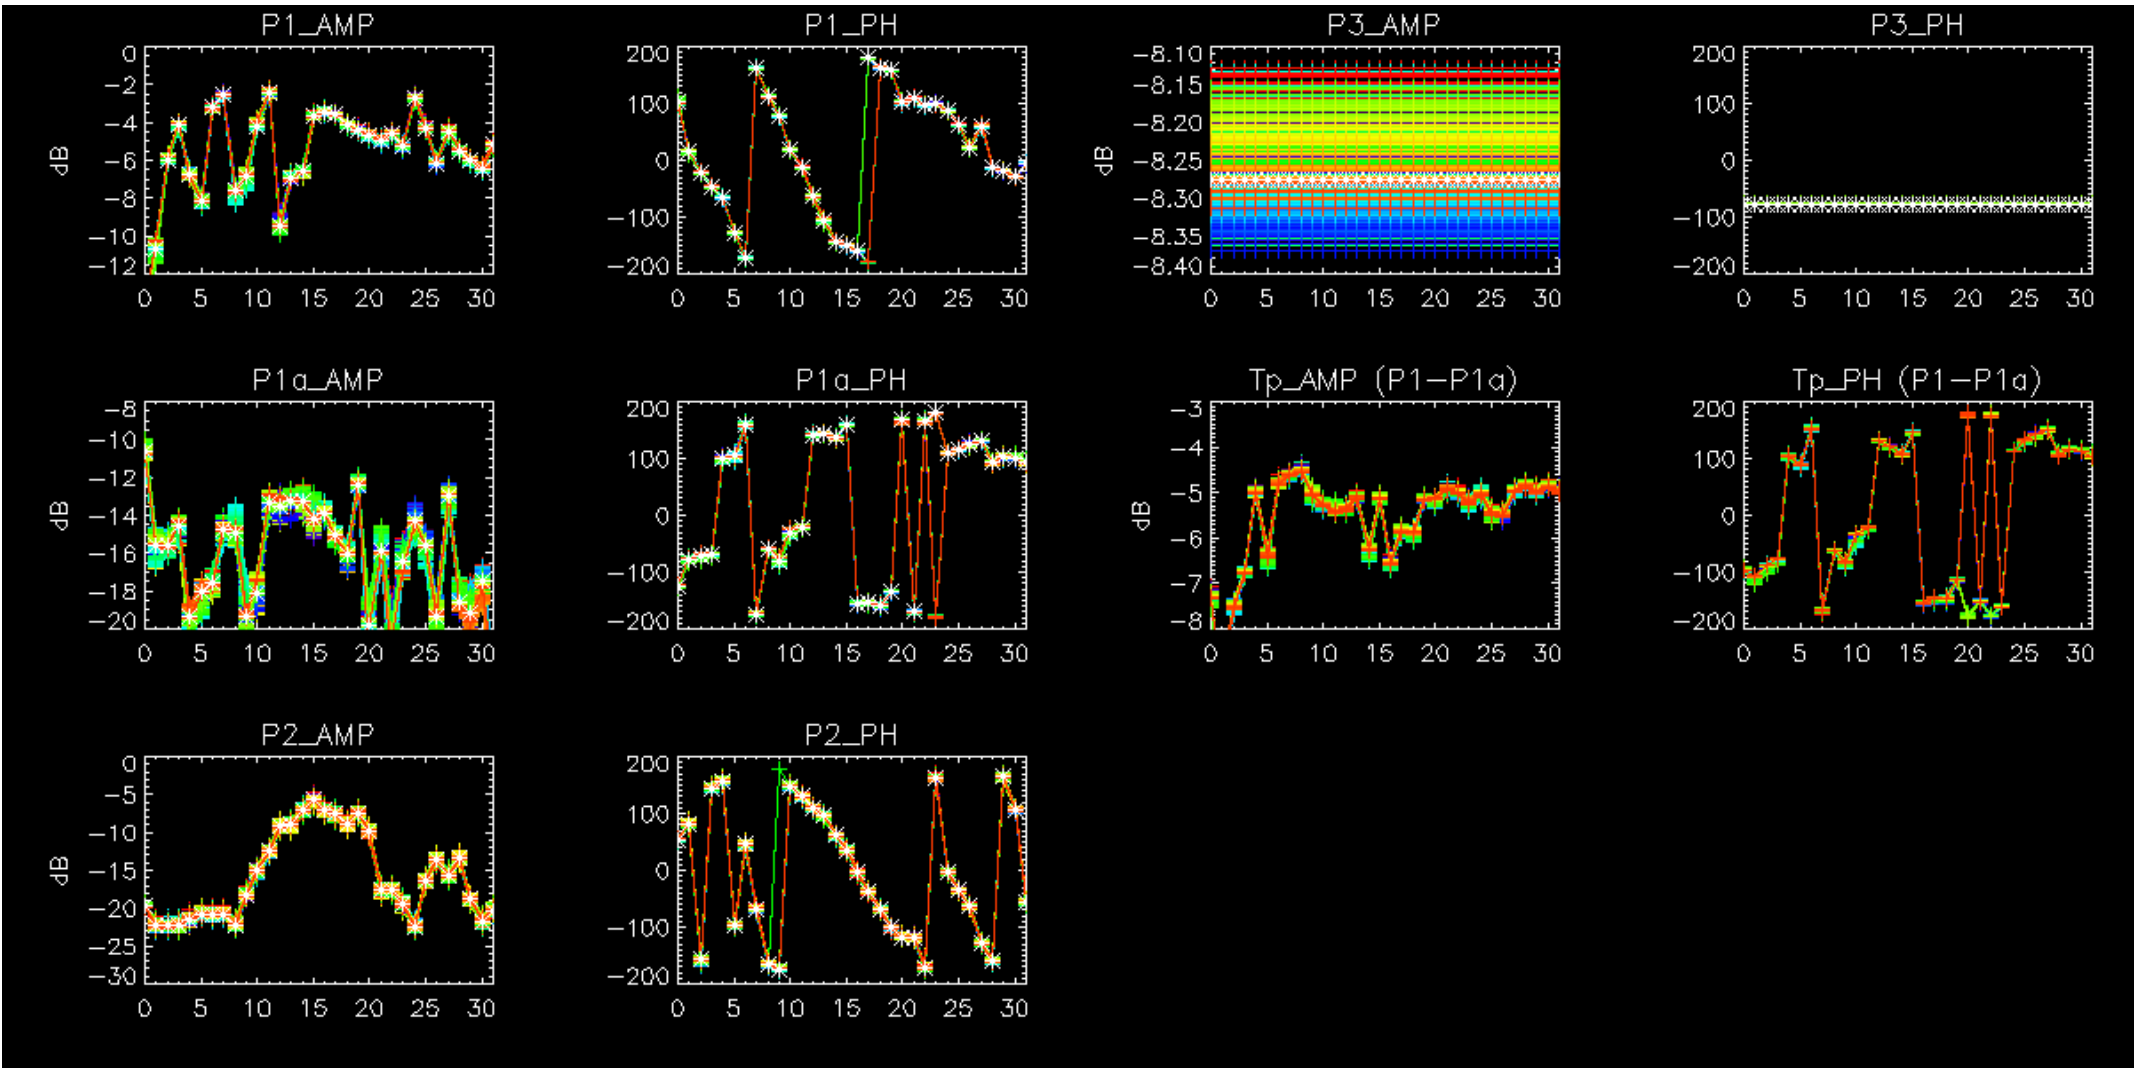 P1_AMP
P1_PH
P3_AMP
P3_PH
dB
0
−2
−4
−6
−8
−10
−12
0 5 10 15 20 25 30
200
100
0
−100
−200
0 5 10 15 20 25 30
dB
−8.10
−8.15
−8.20
−8.25
−8.30
−8.35
−8.40
0 5 10 15 20 25 30
200
100
0
−100
−200
0 5 10 15 20 25 30
P1a_AMP
P1a_PH
Tp_AMP (P1−P1a)
Tp_PH (P1−P1a)
dB
−8
−10
−12
−14
−16
−18
−20
0 5 10 15 20 25 30
200
100
0
−100
−200
0 5 10 15 20 25 30
dB
−3
−4
−5
−6
−7
−8
0 5 10 15 20 25 30
200
100
0
−100
−200
0 5 10 15 20 25 30
P2_AMP
P2_PH
dB
0
−5
−10
−15
−20
−25
−30
0 5 10 15 20 25 30
200
100
0
−100
−200
0 5 10 15 20 25 30